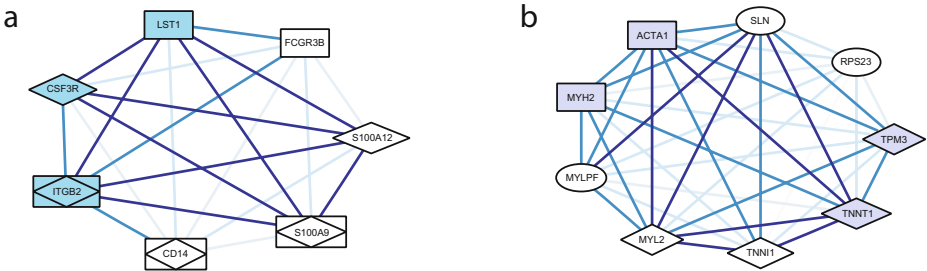 a
LST1
FCGR3B
CSF3R
S100A12
ITGB2
S100A9
CD14
b
SLN
ACTA1
RPS23
MYH2
TPM3
MYLPF
TNNT1
MYL2
TNNI1